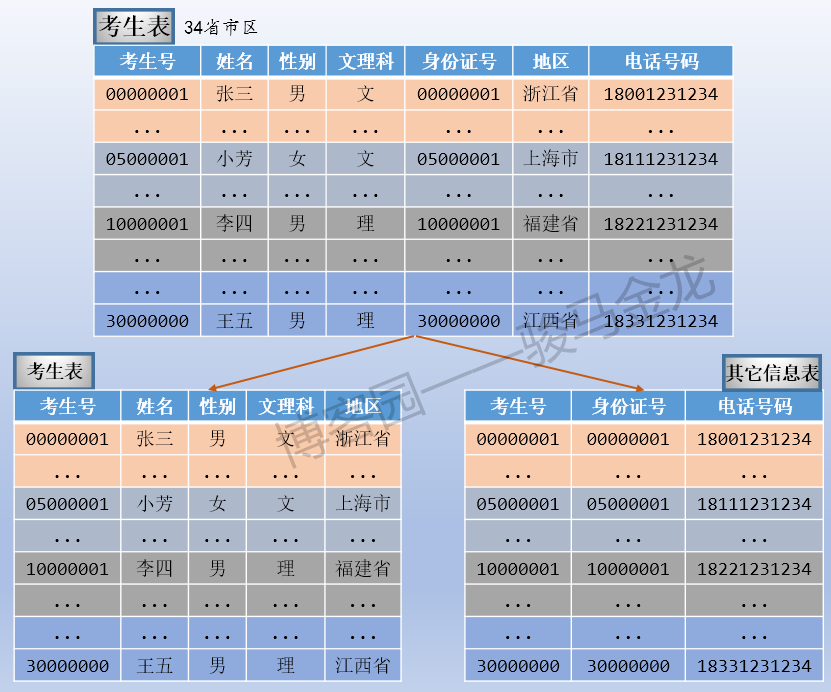 考生表 34省市区
考生号 姓名 性别 文理科 身份证号 地区 电话号码
00000001 张三 男 文 00000001 浙江省 18001231234
... ... ... ... ... ... ...
05000001 小芳 女 文 05000001 上海市 18111231234
... ... ... ... ... ... ...
10000001 李四 男 理 10000001 福建省 18221231234
... ... ... ... ... ... ...
... ... ... ... ... ... ...
30000000 王五 男 理 30000000 江西省 18331231234
考生表
考生号 姓名 性别 文理科 地区
00000001 张三 男 文 浙江省
... ... ... ... ...
05000001 小芳 女 文 上海市
... ... ... ... ...
10000001 李四 男 理 福建省
... ... ... ... ...
... ... ... ... ...
30000000 王五 男 理 江西省
其它信息表
考生号 身份证号 电话号码
00000001 00000001 18001231234
... ... ...
05000001 05000001 18111231234
... ... ...
10000001 10000001 18221231234
... ... ...
... ... ...
30000000 30000000 18331231234
博客园——骏马金龙